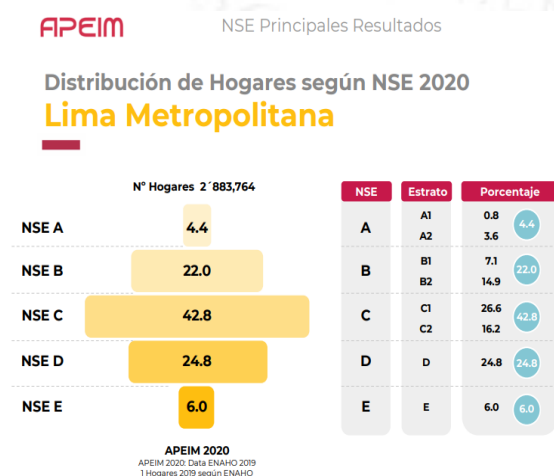 APEIM
NSE Principales Resultados
Distribución de Hogares según NSE 2020
Lima Metropolitana
N° Hogares 2´883,764
NSE A 4.4
NSE B 22.0
NSE C 42.8
NSE D 24.8
NSE E 6.0
APEIM 2020
APEIM 2020: Data ENAHO 2019
1 Hogares 2019 según ENAHO
NSE Estrato Porcentaje
A A1 0.8 4.4
A2 3.6
B B1 7.1 22.0
B2 14.9
C C1 26.6 42.8
C2 16.2
D D 24.8 24.8
E E 6.0 6.0